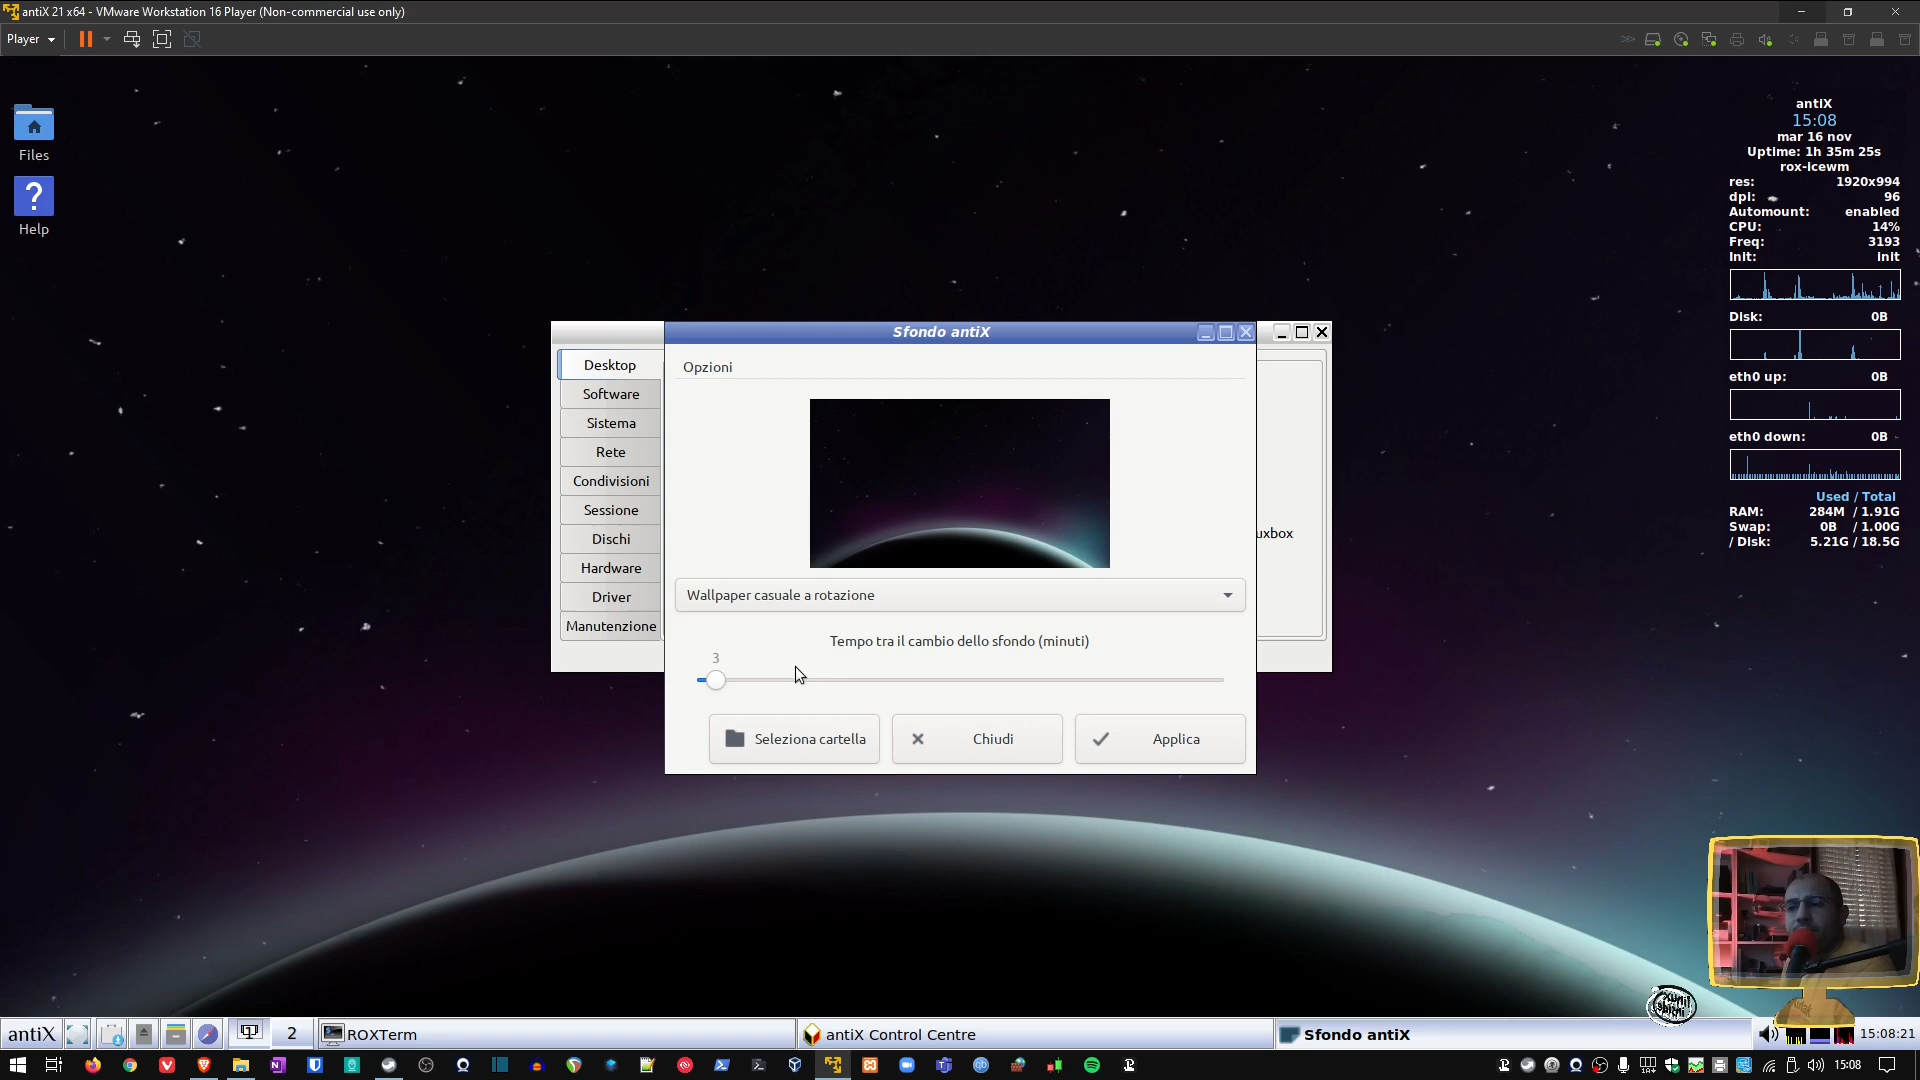 antiX 21 x64 - VMware Workstation 16 Player (Non-commercial use only)
Player
Files
Help
antiX
15:08
mar 16 nov
Uptime: 1h 35m 25s
rox-icewm
res: 1920x994
dpi: 96
Automount: enabled
CPU: 14%
Freq: 3193
Init: init
Disk: 0B
eth0 up: 0B
eth0 down: 0B
Used / Total
RAM: 284M / 1.91G
Swap: 0B / 1.00G
/ Disk: 5.21G / 18.5G
Sfondo antiX
Desktop
Software
Sistema
Rete
Condivisioni
Sessione
Dischi
Hardware
Driver
Manutenzione
Opzioni
uxbox
Wallpaper casuale a rotazione
Tempo tra il cambio dello sfondo (minuti)
3
Seleziona cartella
Chiudi
Applica
antiX
1
2
ROXTerm
antiX Control Centre
Sfondo antiX
15:08:21
15:08